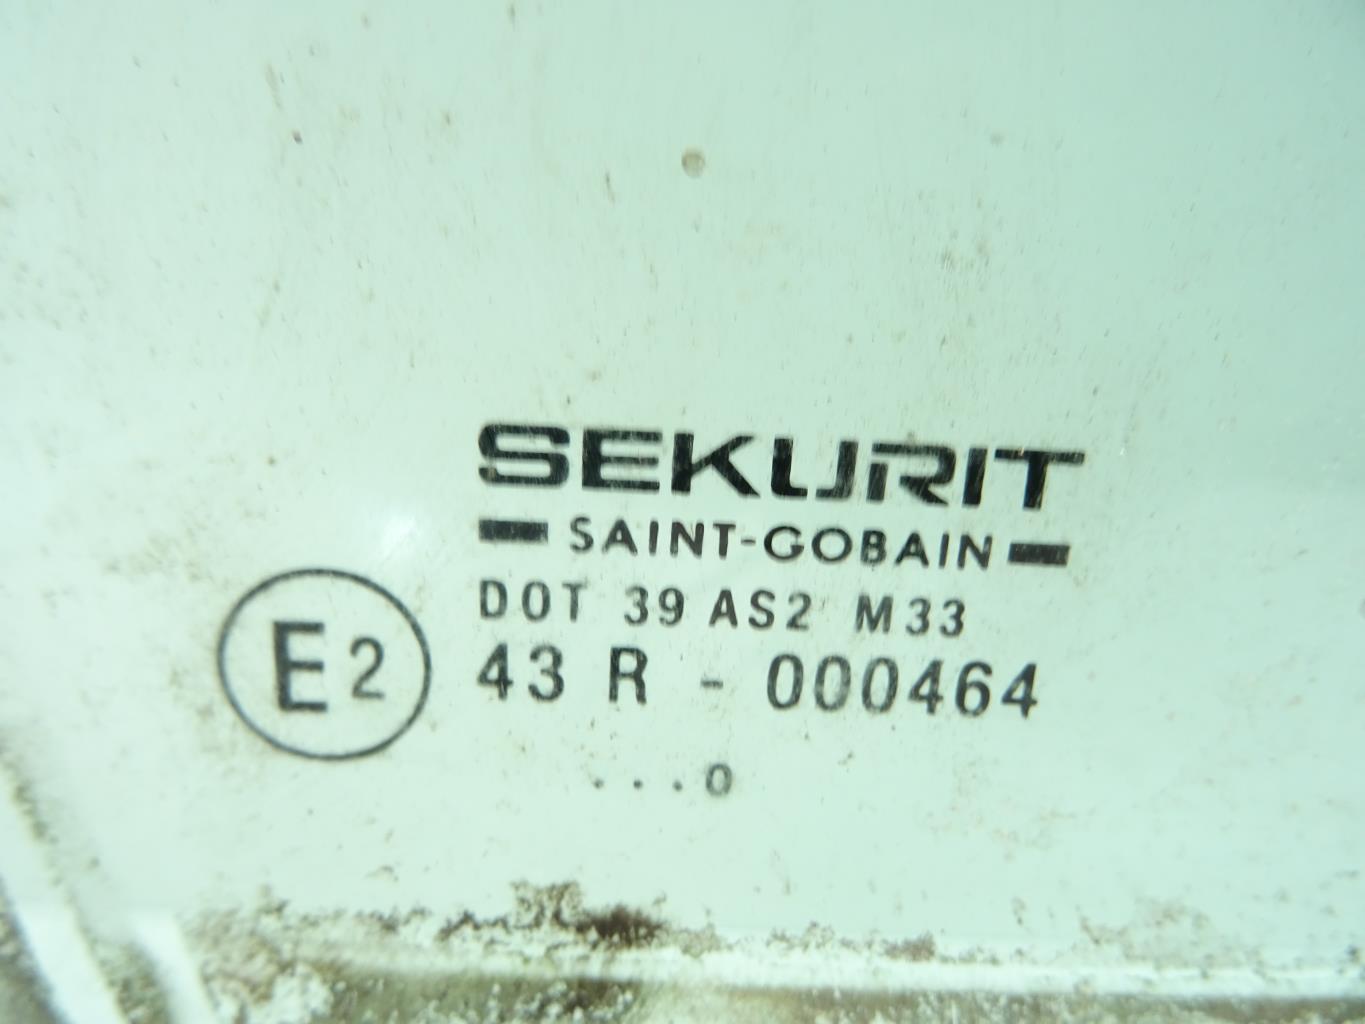 SEKURIT
SAINT-GOBAIN
DOT 39 AS2 M33
E2
43 R - 000464
...0